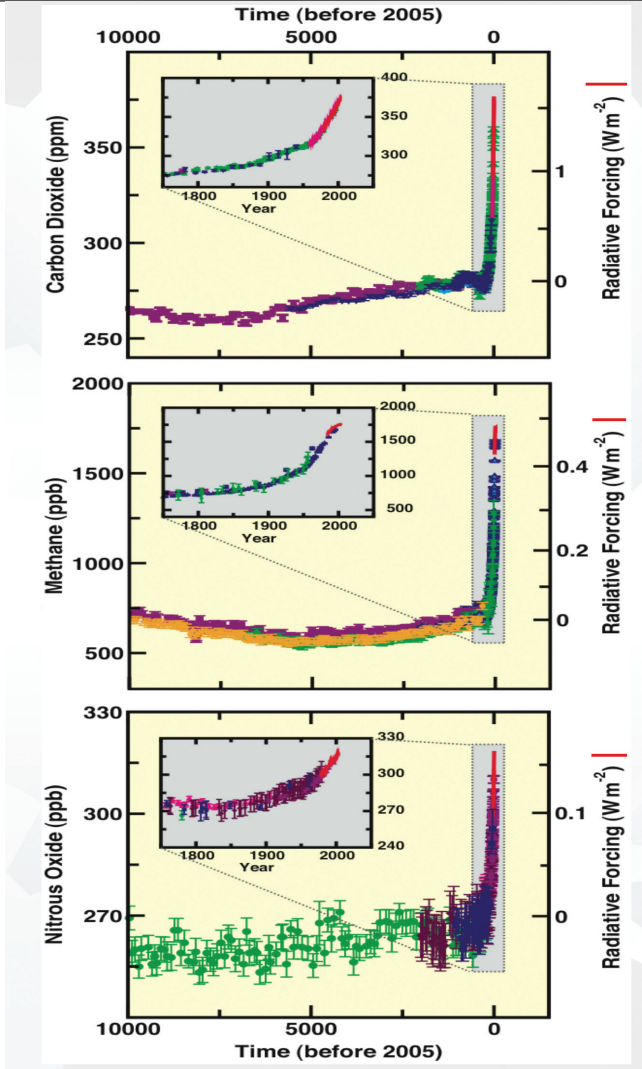 Time (before 2005)
10000 5000 0
Carbon Dioxide (ppm)
350
300
250
400
350
300
1800 1900 2000
Year
1
0
Radiative Forcing (Wm-2)
Methane (ppb)
2000
1500
1000
500
2000
1500
1000
500
1800 1900 2000
Year
0.4
0.2
0
Radiative Forcing (Wm-2)
Nitrous Oxide (ppb)
330
300
270
330
300
270
240
1800 1900 2000
Year
0.1
0
Radiative Forcing (Wm-2)
10000 5000 0
Time (before 2005)